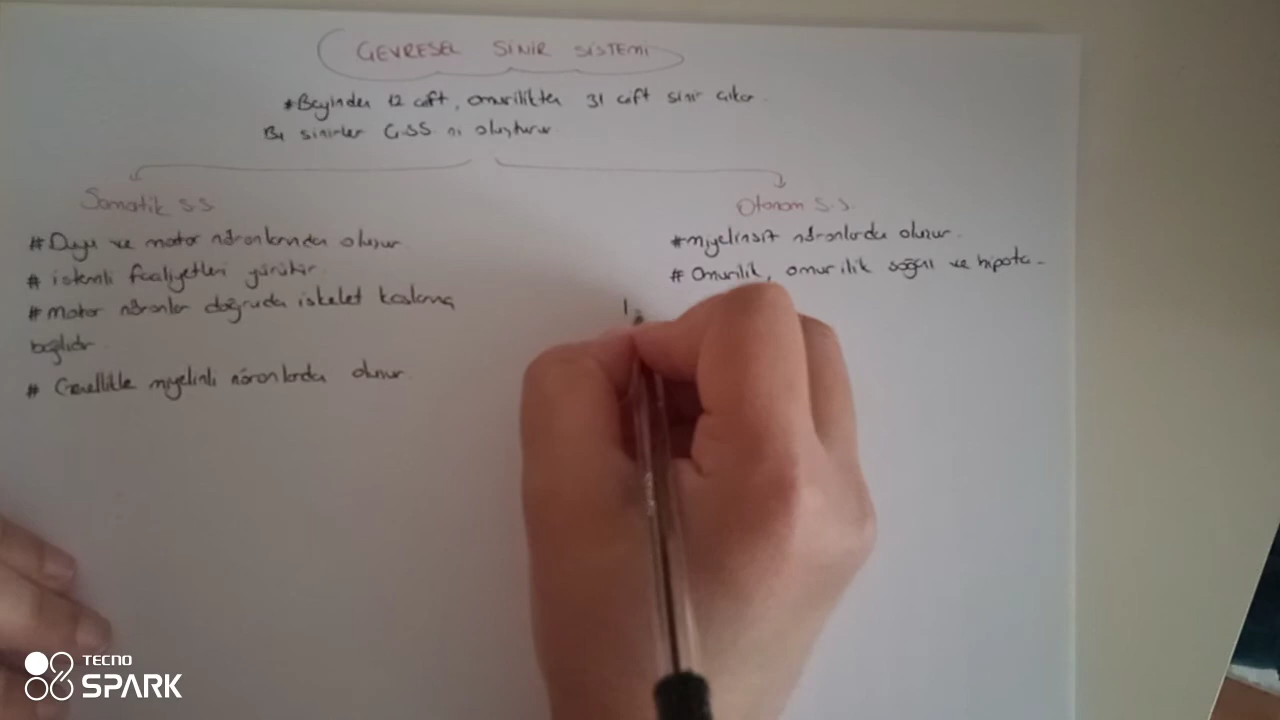 ÇEVRESEL SİNİR SİSTEMİ
*Beyinden 12 çift, omurilikten 31 çift sinir çıkar.
Bu sinirler ÇSS ni oluşturur.
Somatik S.S
Otonom S.S.
# Duyu ve motor nöronlarından oluşur
# istemli faaliyetleri yürütür.
# motor nöronlar doğrudan iskelet kaslarına
bağlıdır.
# Genellikle miyelinli nöronlardan oluşur.
#miyelinsiz nöronlardan oluşur.
# Omurilik, omurilik soğanı ve hipota-
l
TECNO
SPARK